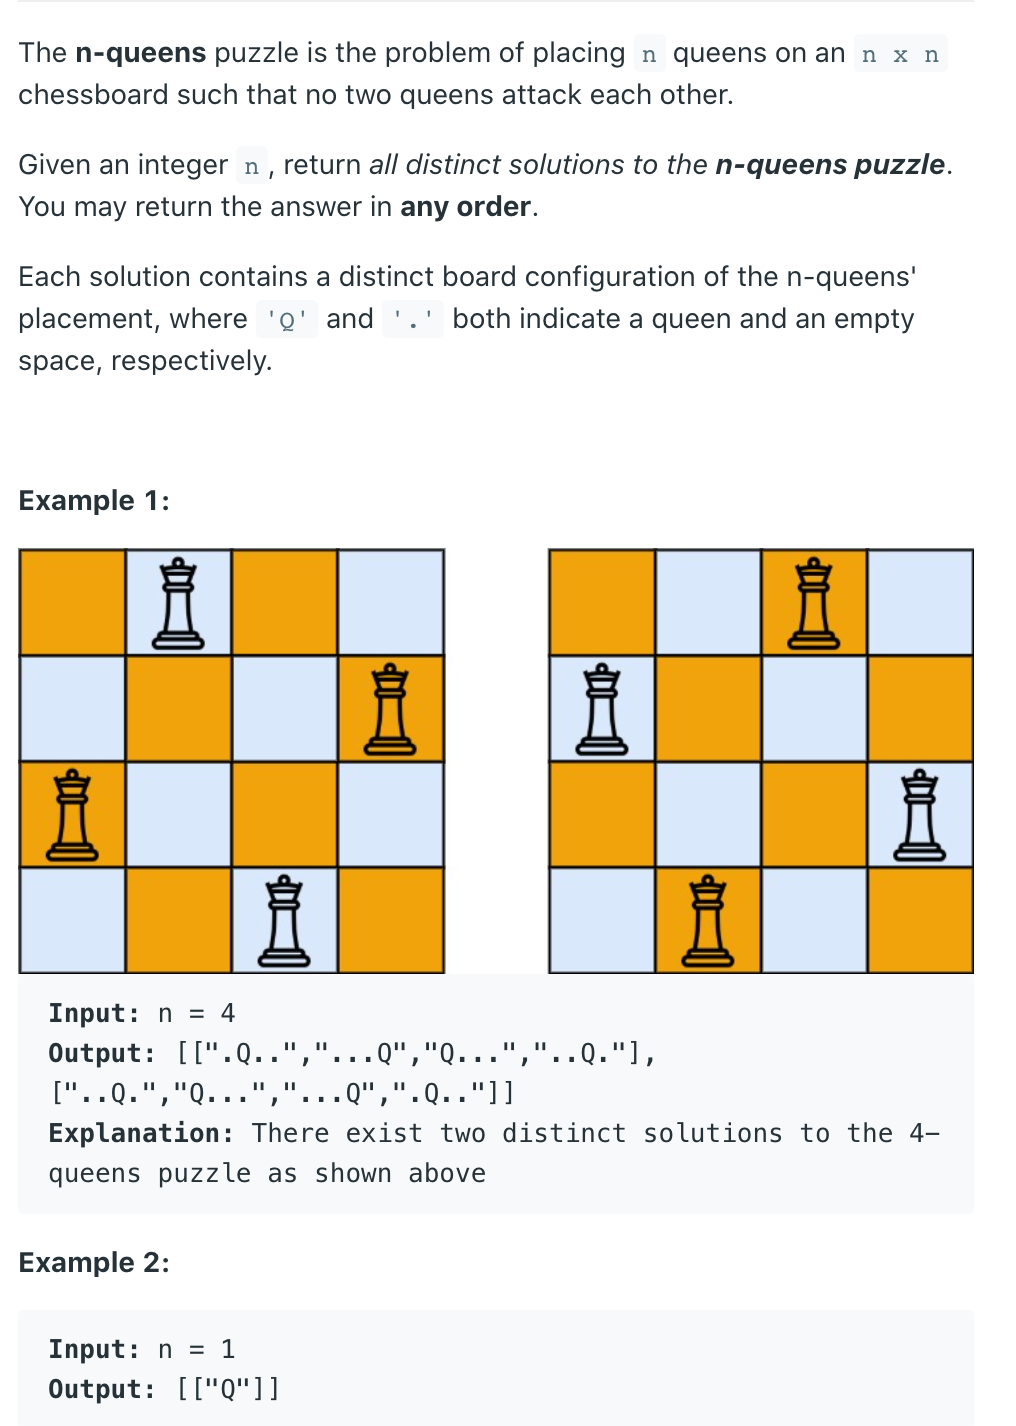 The n-queens puzzle is the problem of placing n queens on an n x n
chessboard such that no two queens attack each other.
Given an integer n , return all distinct solutions to the n-queens puzzle.
You may return the answer in any order.
Each solution contains a distinct board configuration of the n-queens'
placement, where 'Q' and '.' both indicate a queen and an empty
space, respectively.
Example 1:
Input: n = 4
Output: [[".Q..","...Q","Q...","..Q."],
["..Q.","Q...","...Q",".Q.."]]
Explanation: There exist two distinct solutions to the 4-
queens puzzle as shown above
Example 2:
Input: n = 1
Output: [["Q"]]